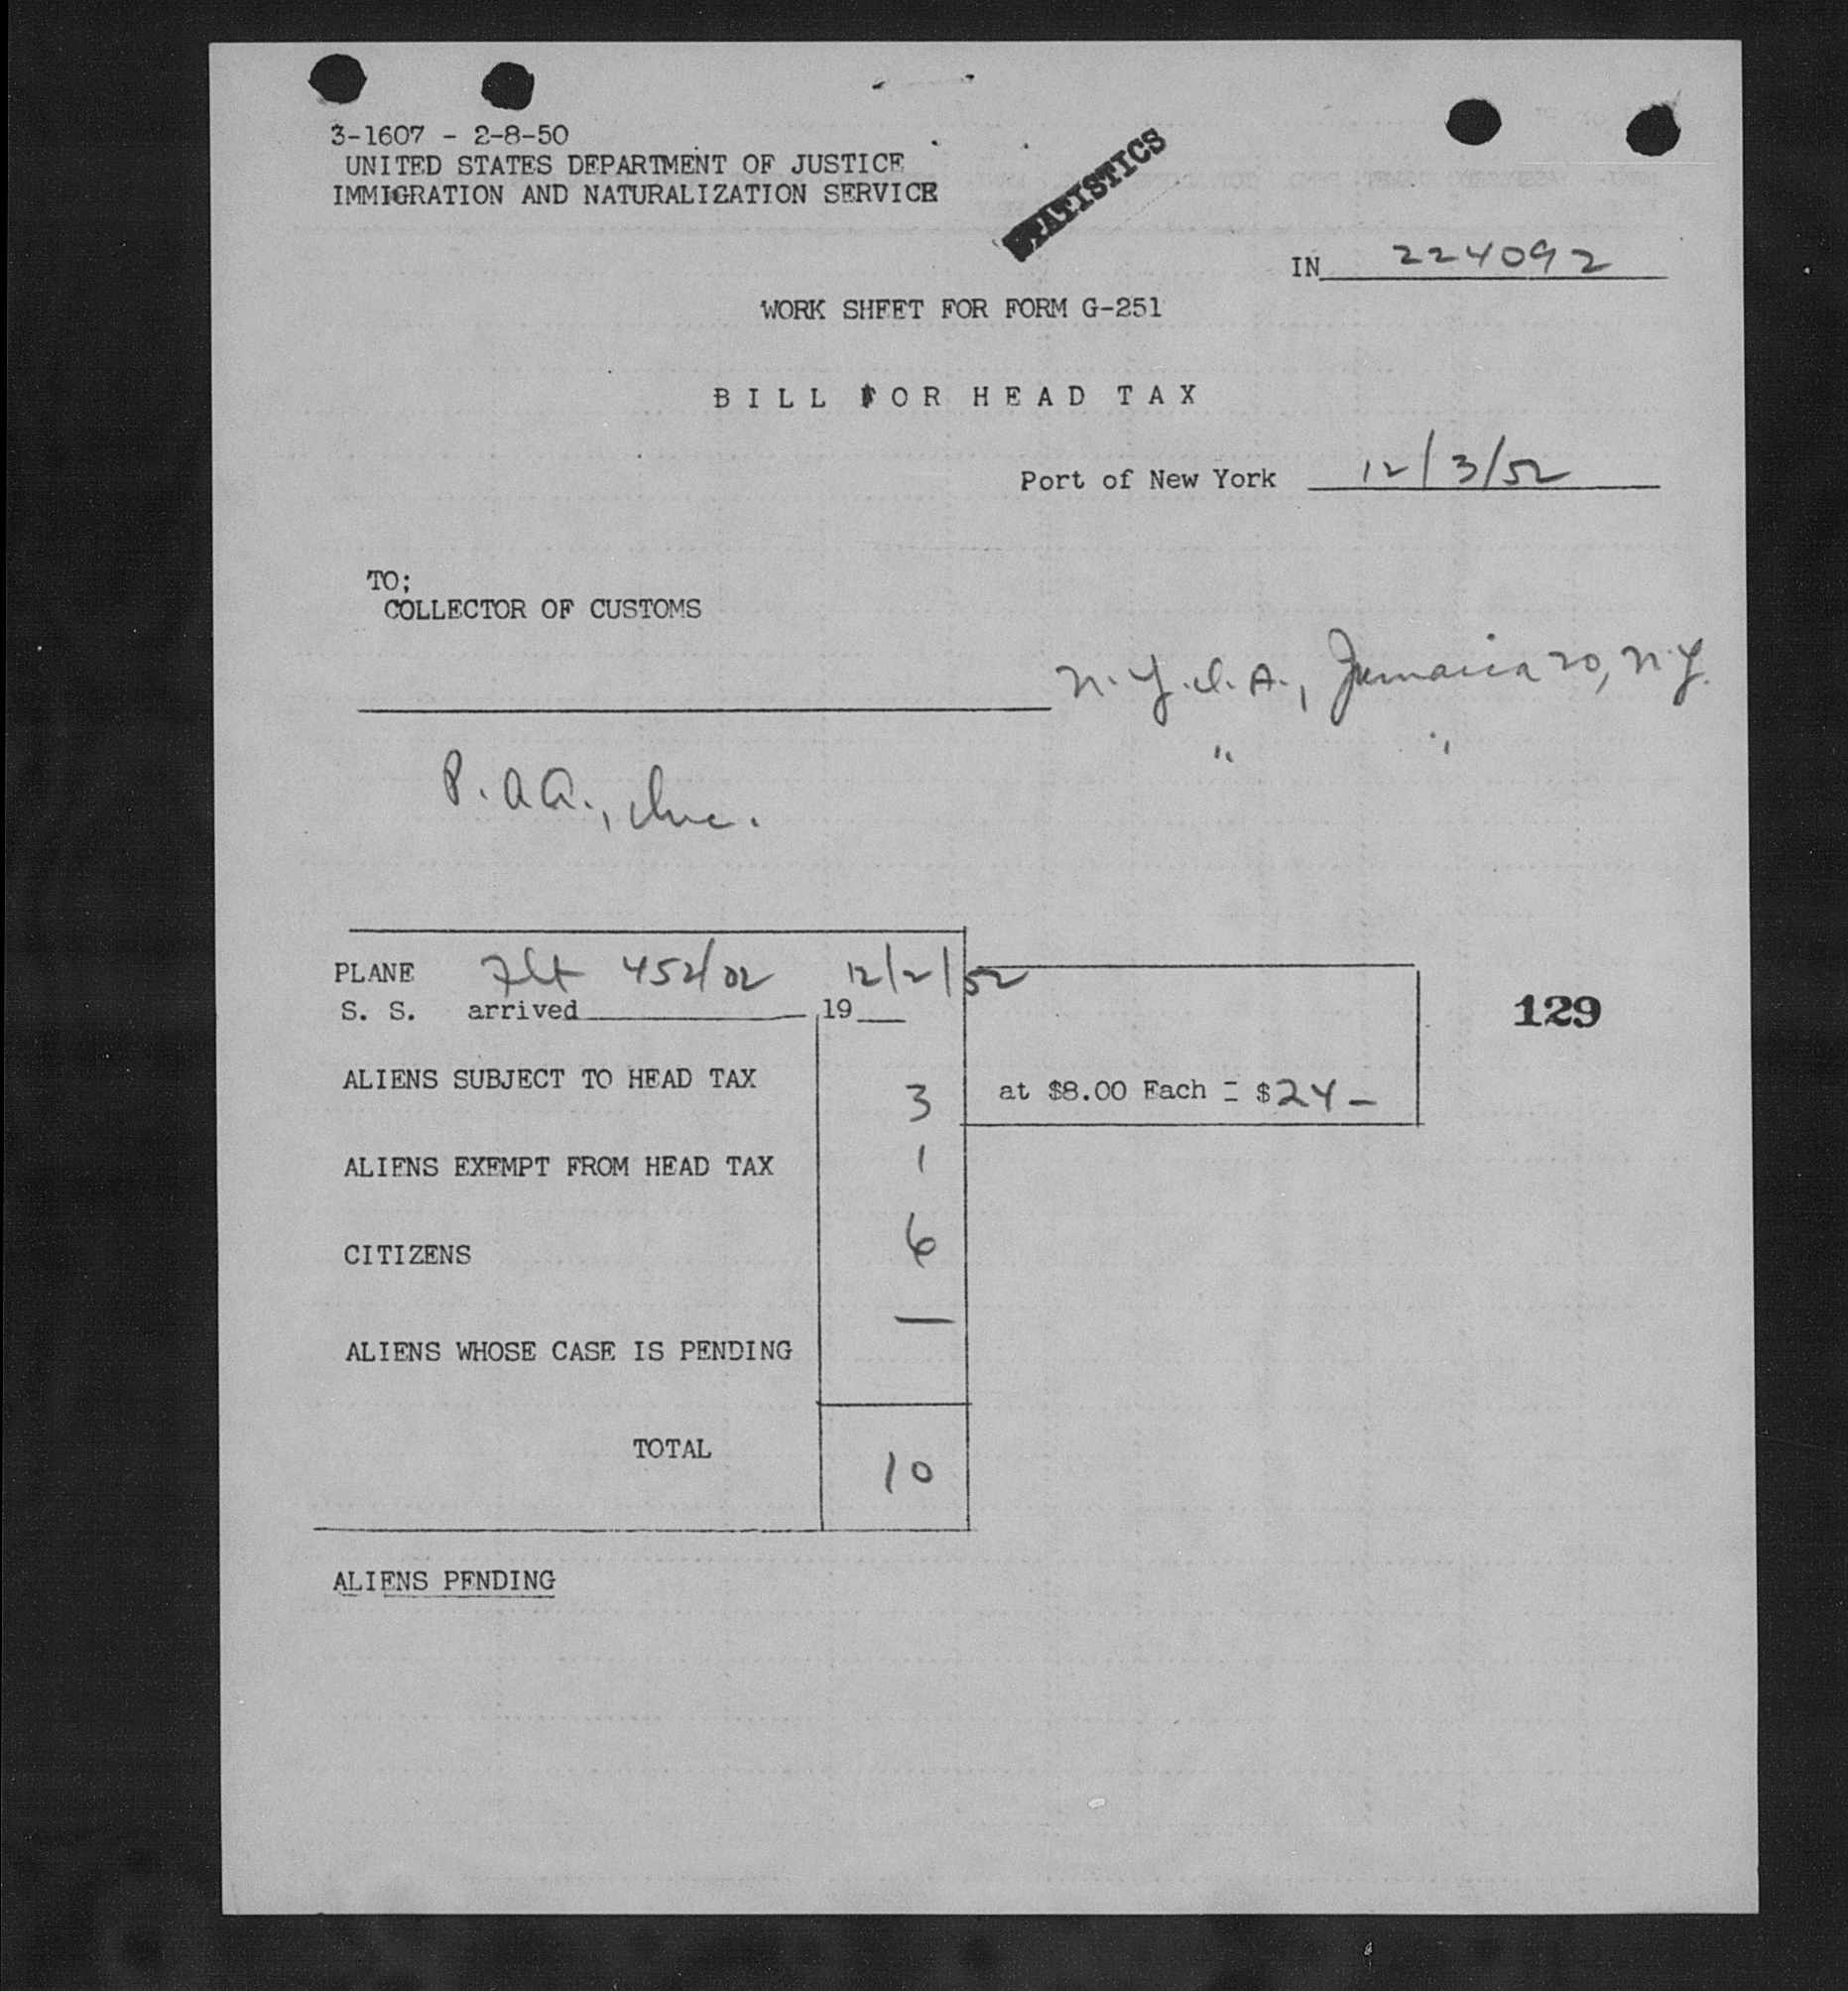 3-1607 - 2-8-50
UNITED STATES DEPARTMENT OF JUSTICE
IMMIGRATION AND NATURALIZATION SERVICE
STATISTICS
IN 224092
WORK SHEET FOR FORM G-251
BILL FOR HEAD TAX
Port of New York 12/3/52
TO;
COLLECTOR OF CUSTOMS
N.Y.I.A., Jamaica 20, N.Y.
" "
P.A.A., Inc.
PLANE Flt 452/02 12/2/52
S. S. arrived 19
129
ALIENS SUBJECT TO HEAD TAX 3 at $8.00 Each = $24 —
ALIENS EXEMPT FROM HEAD TAX 1
CITIZENS 6
ALIENS WHOSE CASE IS PENDING —
TOTAL 10
ALIENS PENDING